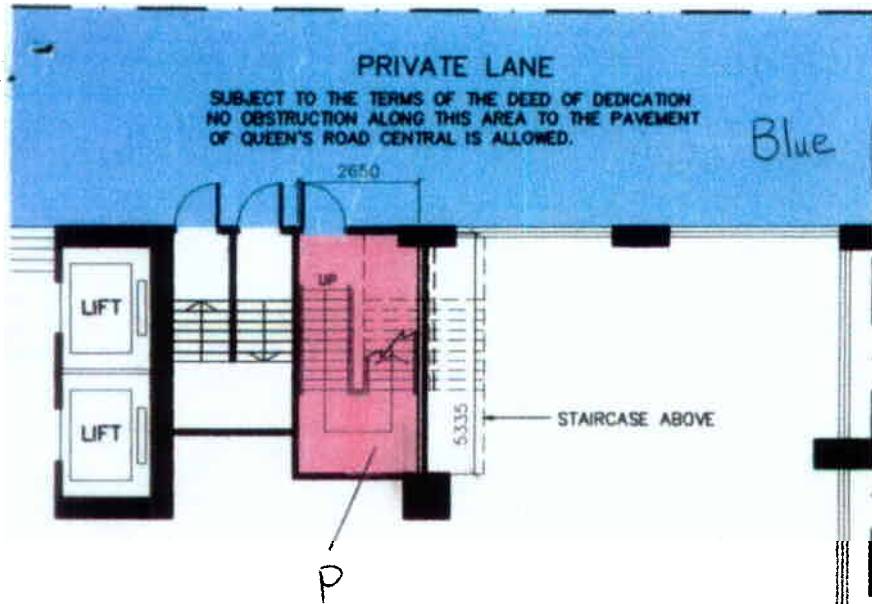 PRIVATE LANE
SUBJECT TO THE TERMS OF THE DEED OF DEDICATION
NO OBSTRUCTION ALONG THIS AREA TO THE PAVEMENT
OF QUEEN'S ROAD CENTRAL IS ALLOWED.
Blue
2650
UP
LIFT
LIFT
5335
STAIRCASE ABOVE
P